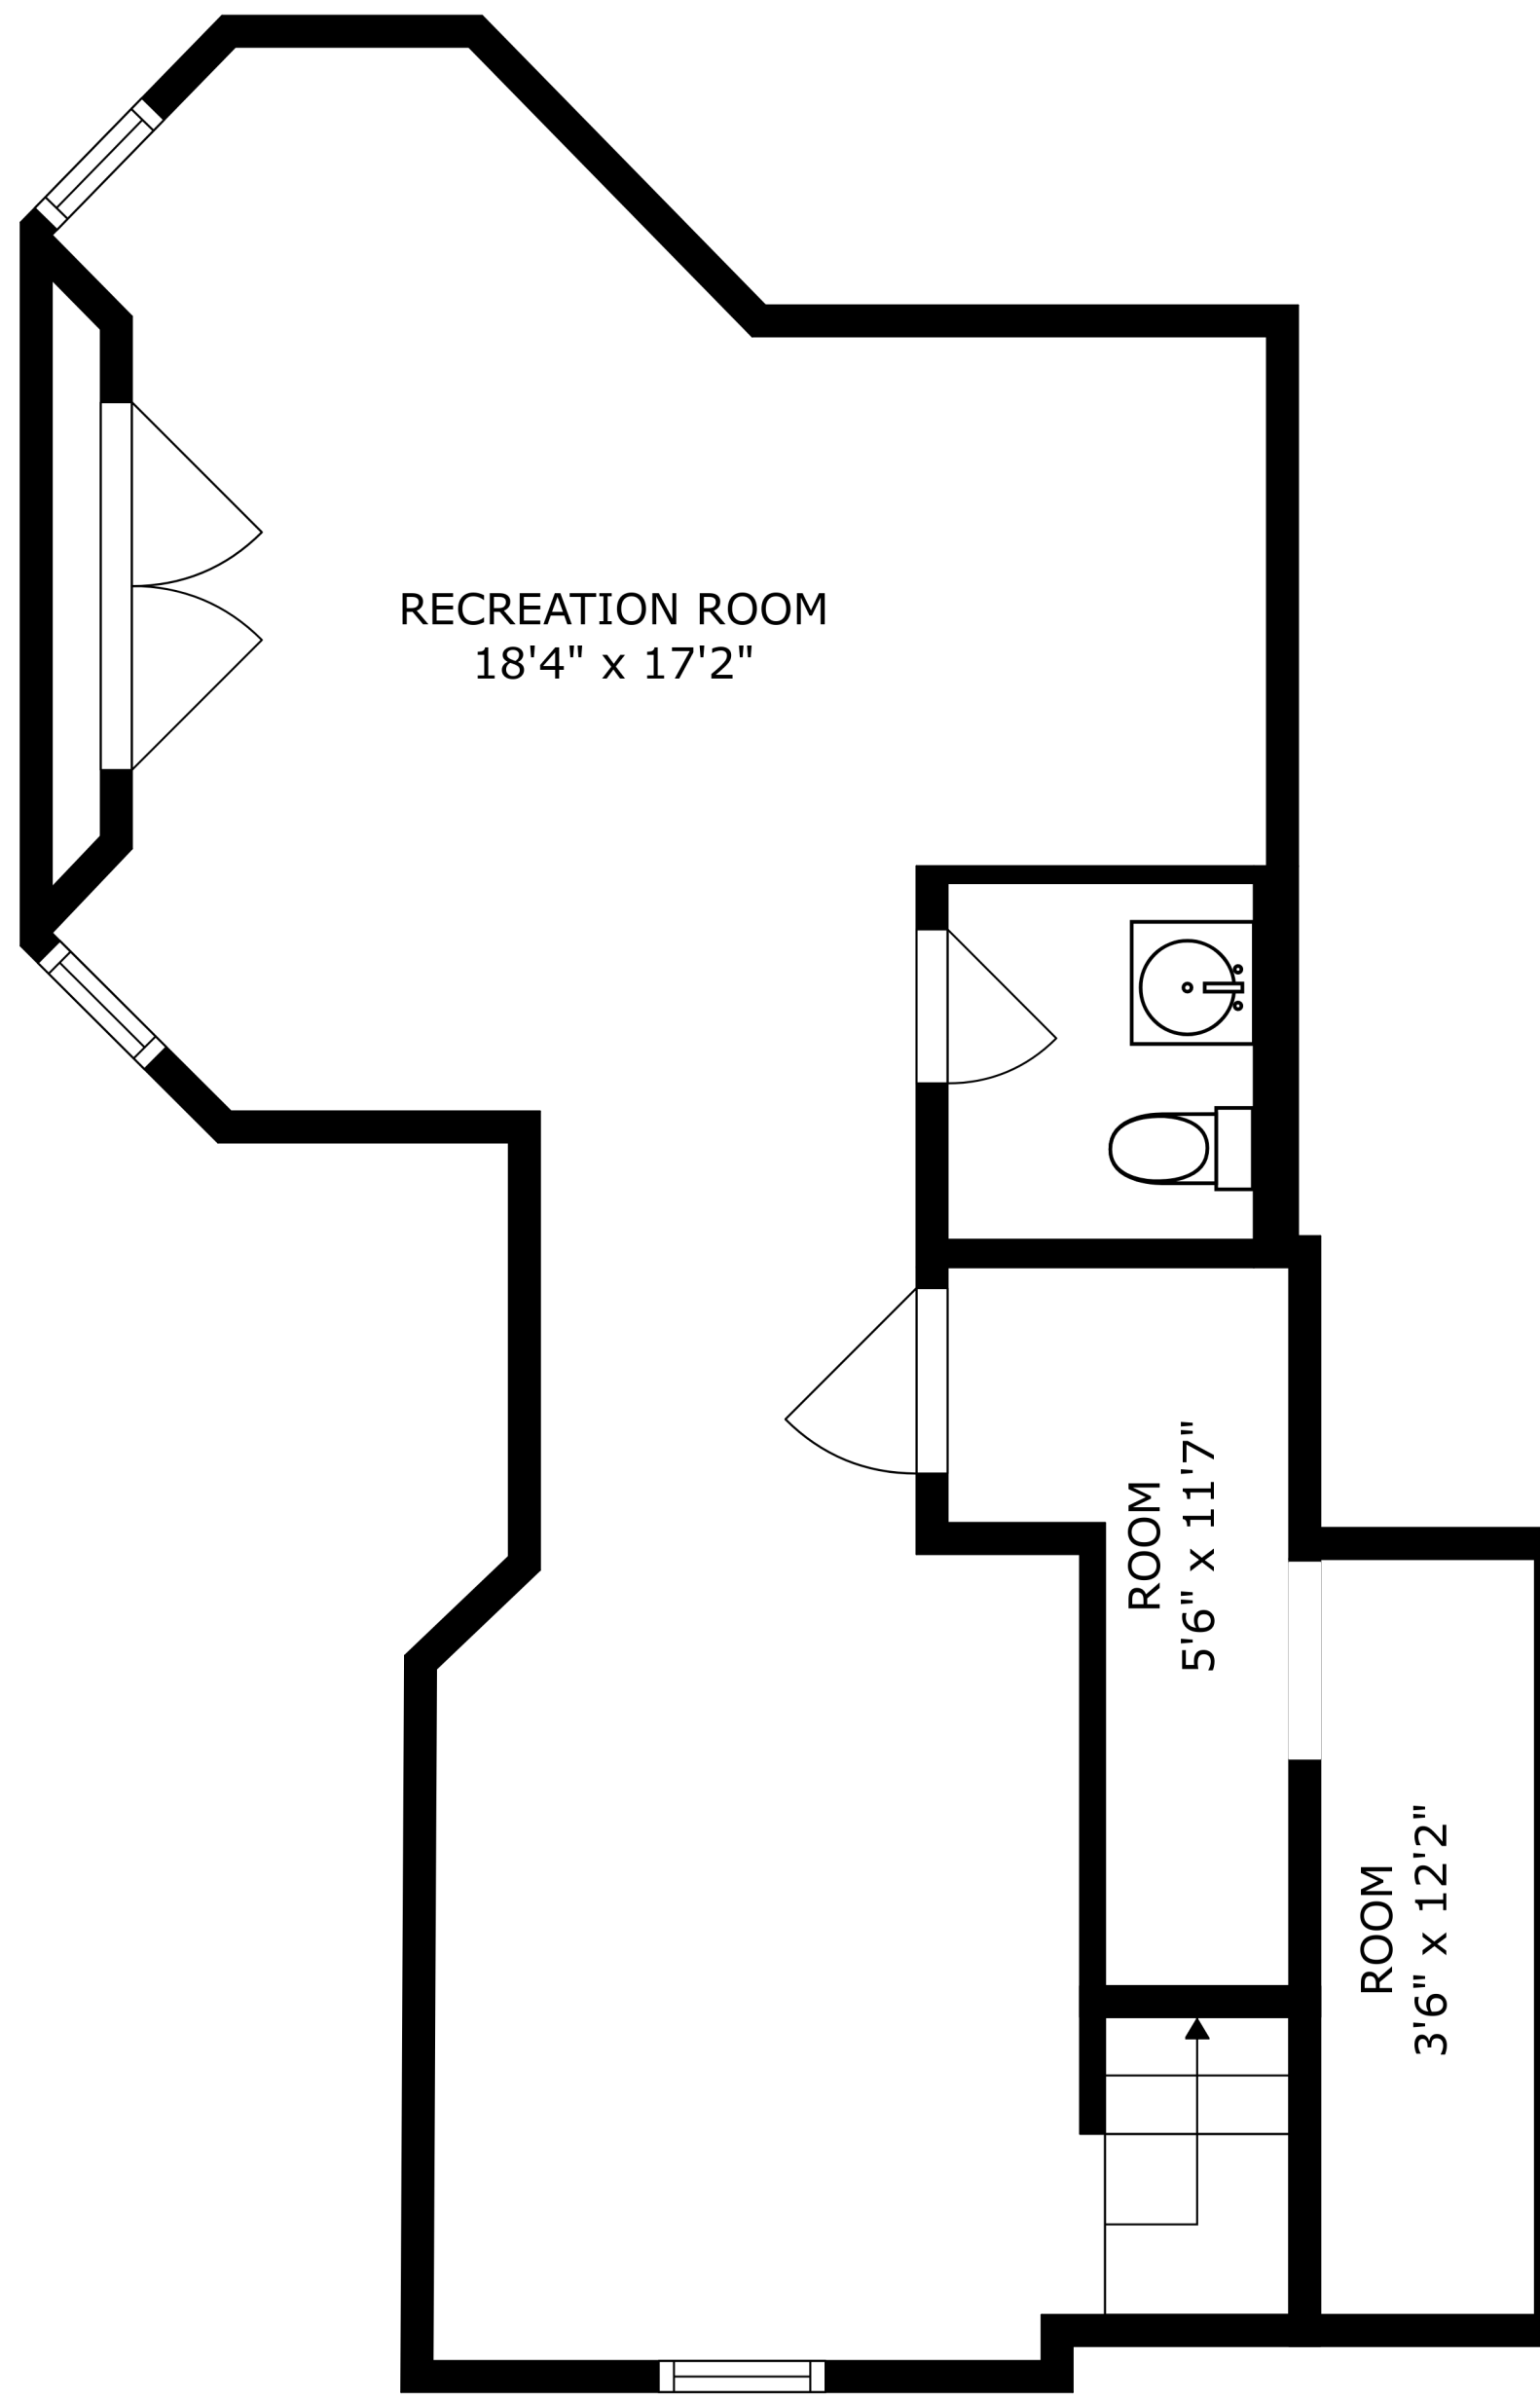 RECREATION ROOM
18'4" x 17'2"
ROOM
5'6" x 11'7"
ROOM
3'6" x 12'2"